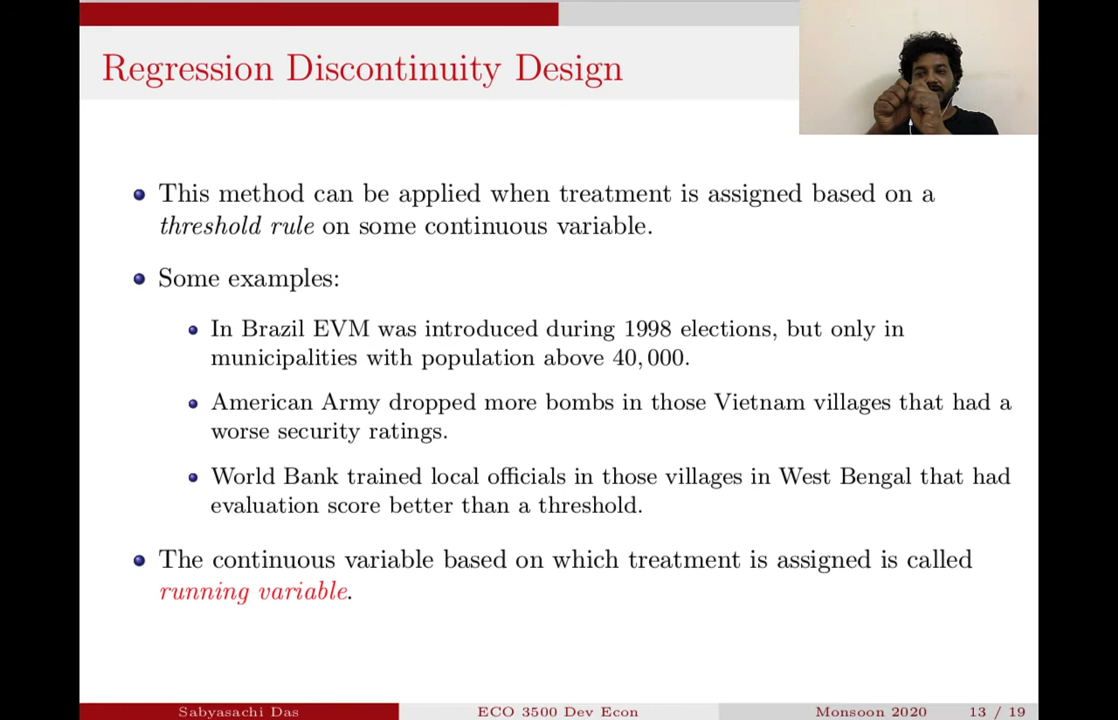 Regression Discontinuity Design
This method can be applied when treatment is assigned based on a
threshold rule on some continuous variable.
Some examples:
In Brazil EVM was introduced during 1998 elections, but only in
municipalities with population above 40,000.
American Army dropped more bombs in those Vietnam villages that had a
worse security ratings.
World Bank trained local officials in those villages in West Bengal that had
evaluation score better than a threshold.
The continuous variable based on which treatment is assigned is called
running variable.
Sabyasachi Das ECO 3500 Dev Econ Monsoon 2020 13 / 19